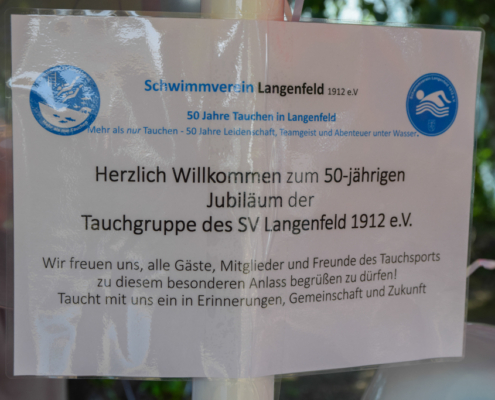 Schwimmverein Langenfeld 1912 e.V
50 Jahre Tauchen in Langenfeld
Mehr als nur Tauchen - 50 Jahre Leidenschaft, Teamgeist und Abenteuer unter Wasser.
Herzlich Willkommen zum 50-jährigen
Jubiläum der
Tauchgruppe des SV Langenfeld 1912 e.V.
Wir freuen uns, alle Gäste, Mitglieder und Freunde des Tauchsports
zu diesem besonderen Anlass begrüßen zu dürfen!
Taucht mit uns ein in Erinnerungen, Gemeinschaft und Zukunft